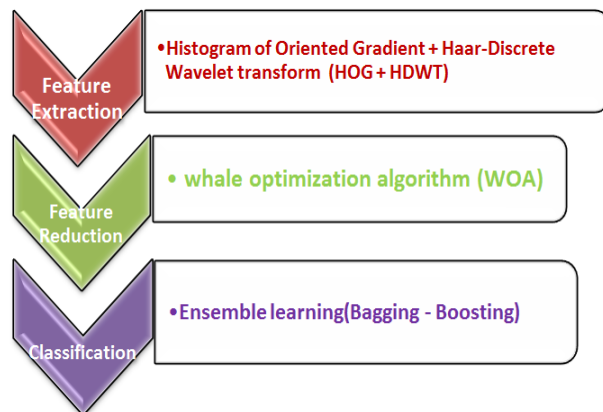 Feature
Extraction
•Histogram of Oriented Gradient + Haar-Discrete
Wavelet transform (HOG + HDWT)
Feature
Reduction
• whale optimization algorithm (WOA)
Classification
•Ensemble learning(Bagging - Boosting)